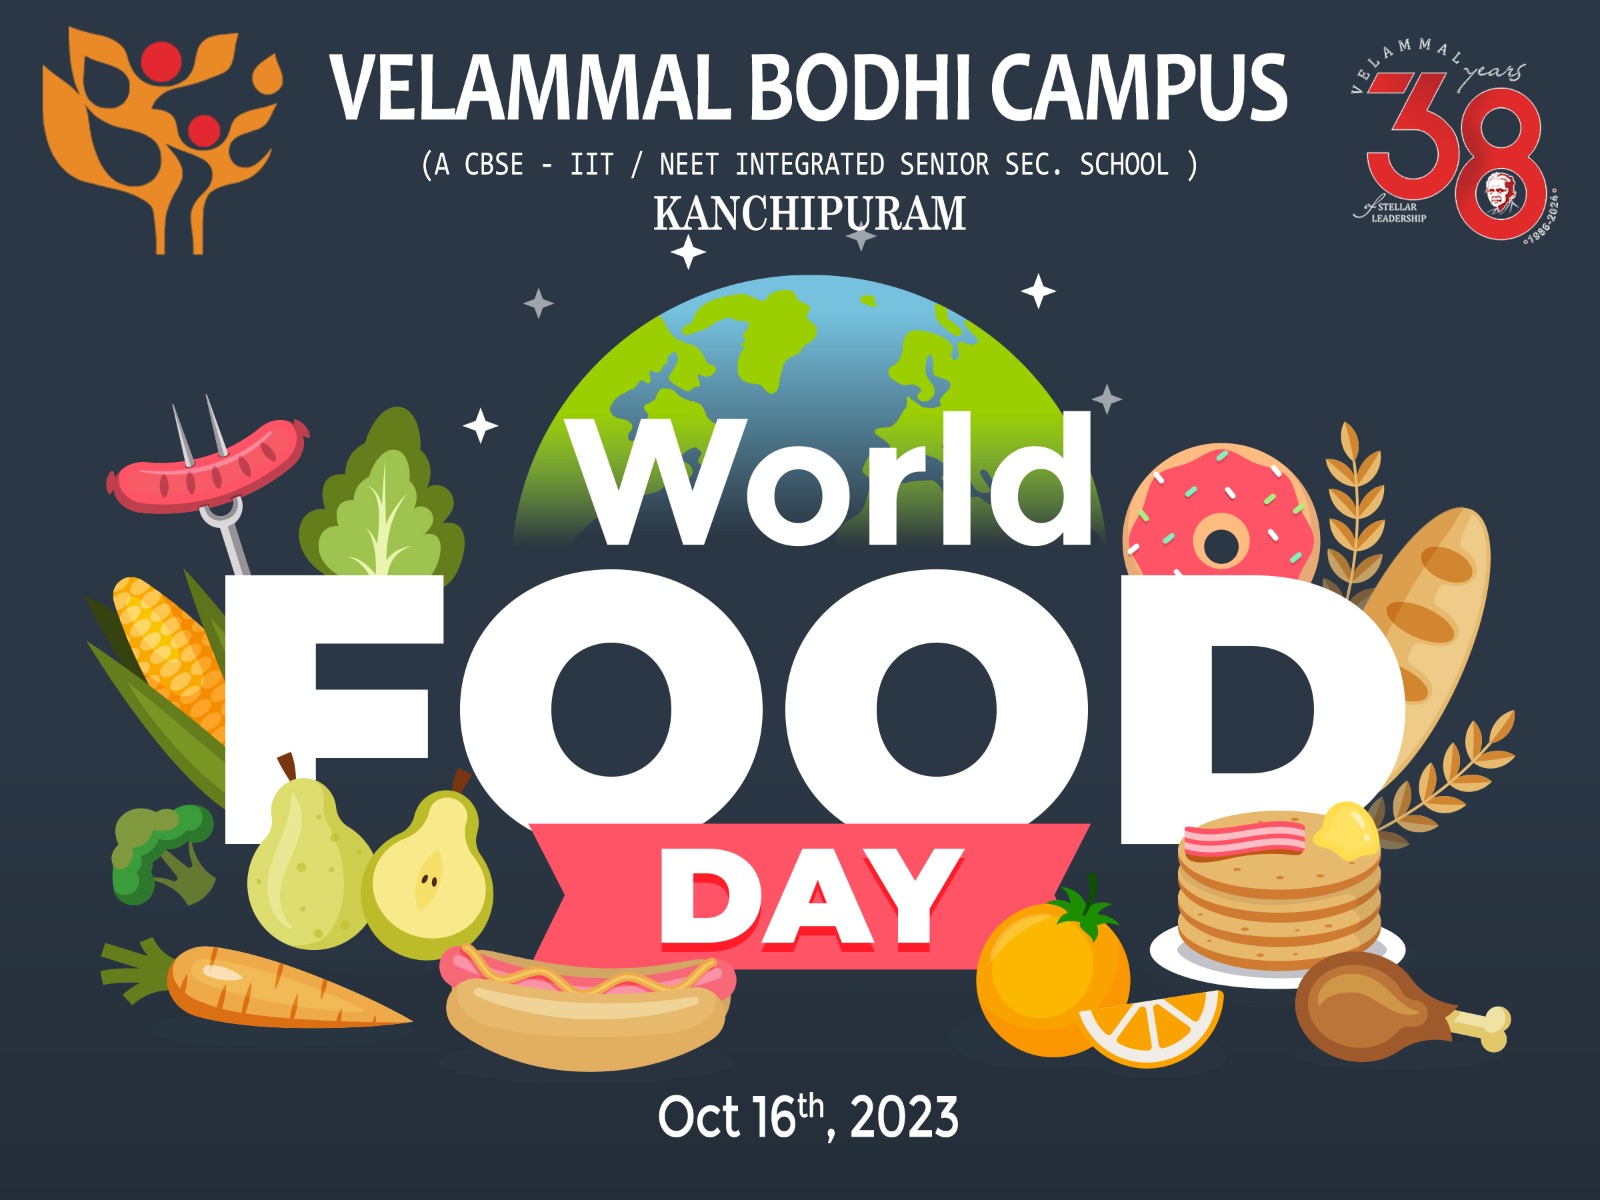 VELAMMAL BODHI CAMPUS
(A CBSE - IIT / NEET INTEGRATED SENIOR SEC. SCHOOL )
KANCHIPURAM
VELAMMAL years
38
of STELLAR
LEADERSHIP
World
FOOD
DAY
Oct 16th, 2023